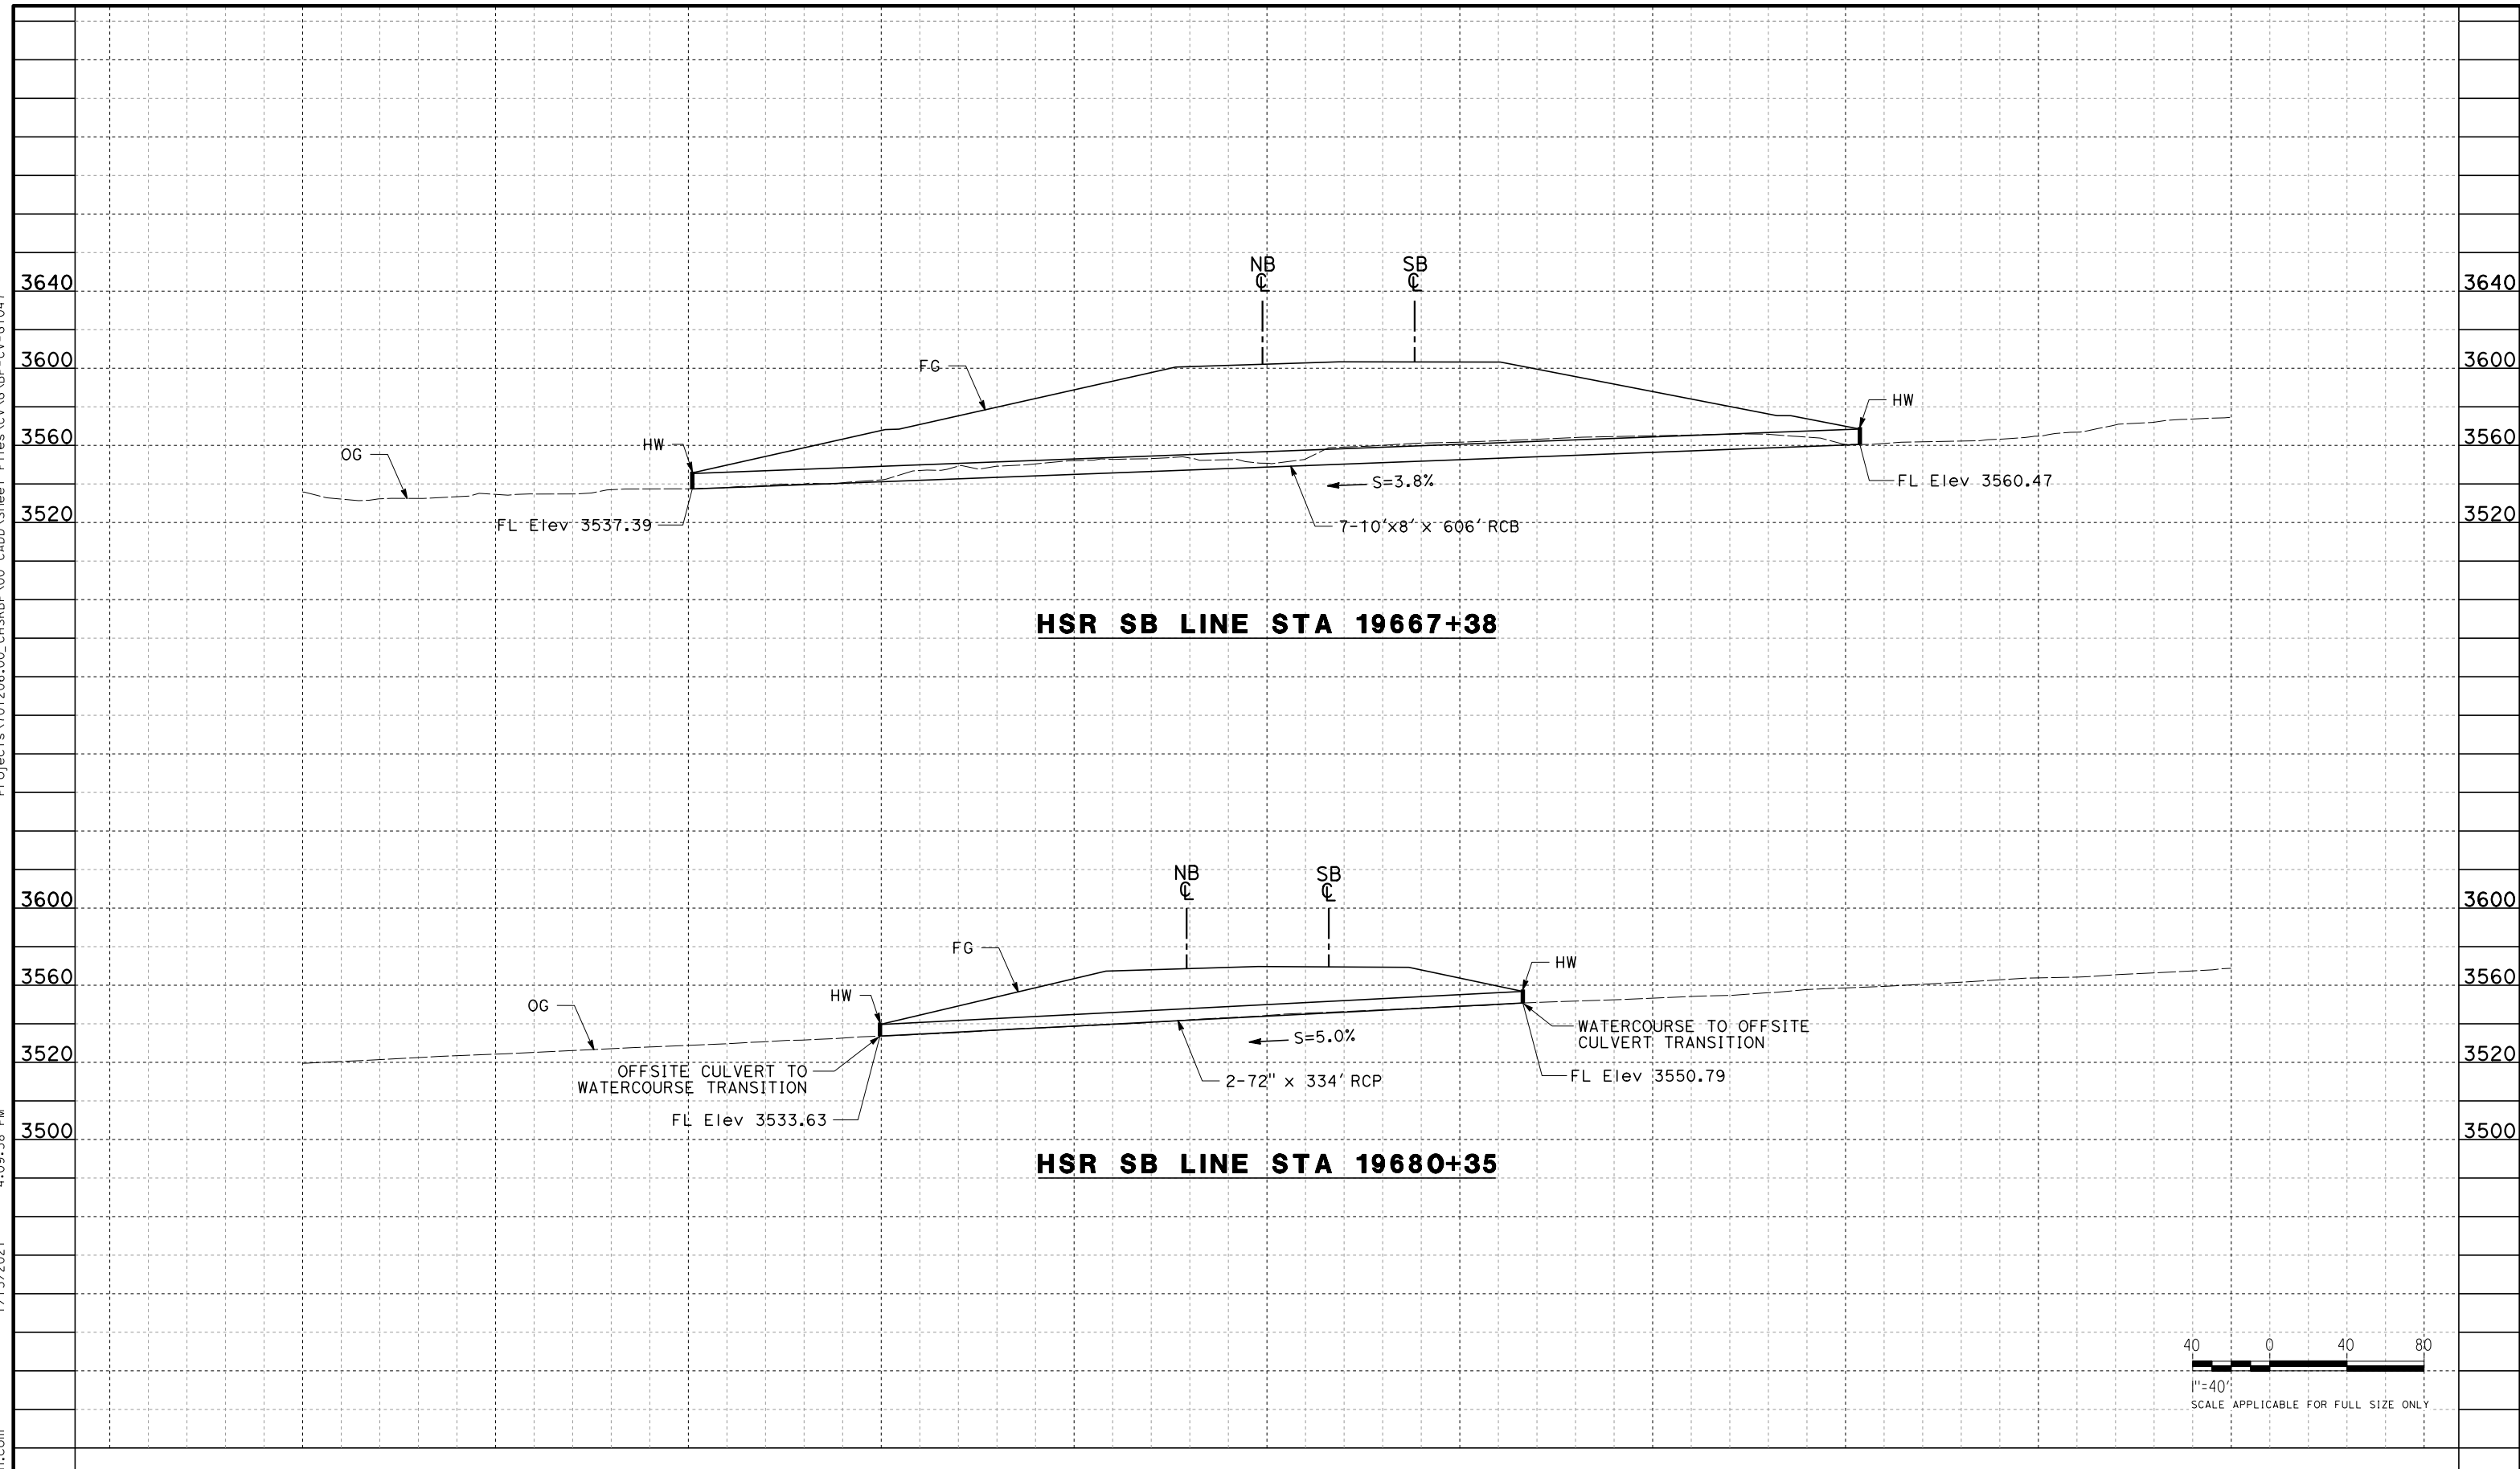 3640
3640
NB
℄
SB
℄
3600
3600
FG
HW
3560
3560
HW
OG
FL Elev 3560.47
S=3.8%
3520
3520
FL Elev 3537.39
7-10'x8' x 606' RCB
HSR SB LINE STA 19667+38
NB
℄
SB
℄
3600
3600
FG
HW
3560
3560
HW
OG
WATERCOURSE TO OFFSITE
CULVERT TRANSITION
S=5.0%
3520
3520
OFFSITE CULVERT TO
WATERCOURSE TRANSITION
2-72" x 334' RCP
FL Elev 3550.79
FL Elev 3533.63
3500
3500
HSR SB LINE STA 19680+35
40 0 40 80
1"=40'
SCALE APPLICABLE FOR FULL SIZE ONLY